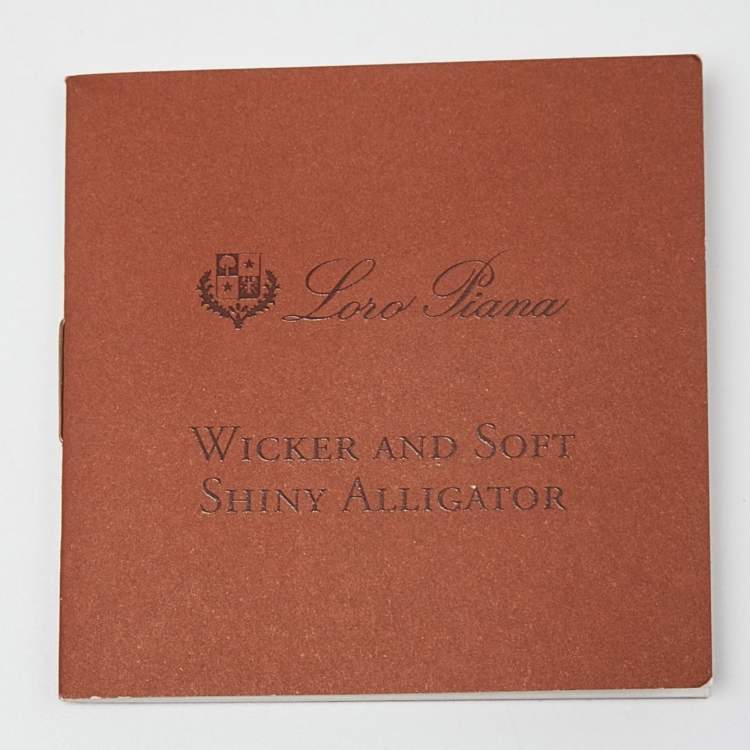 Loro Piana
WICKER AND SOFT
SHINY ALLIGATOR